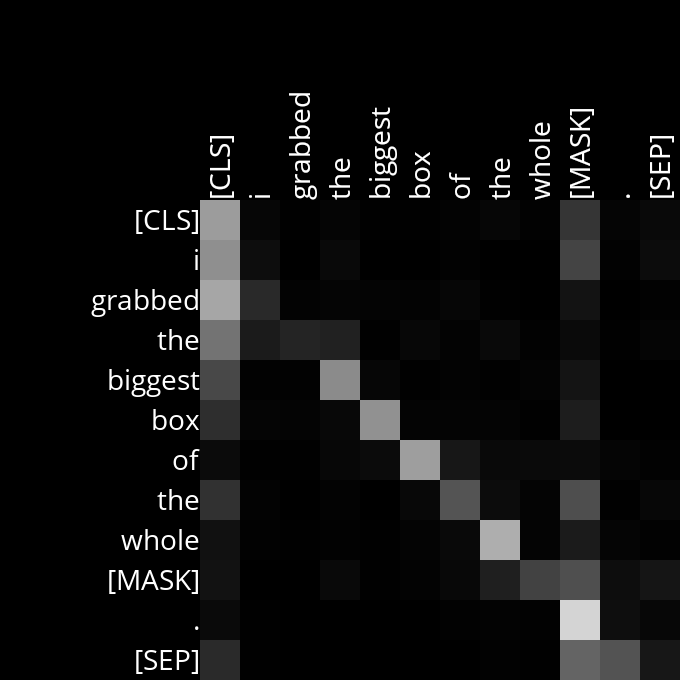 [CLS] i grabbed the biggest box of the whole [MASK] . [SEP]
[CLS]
i
grabbed
the
biggest
box
of
the
whole
[MASK]
.
[SEP]